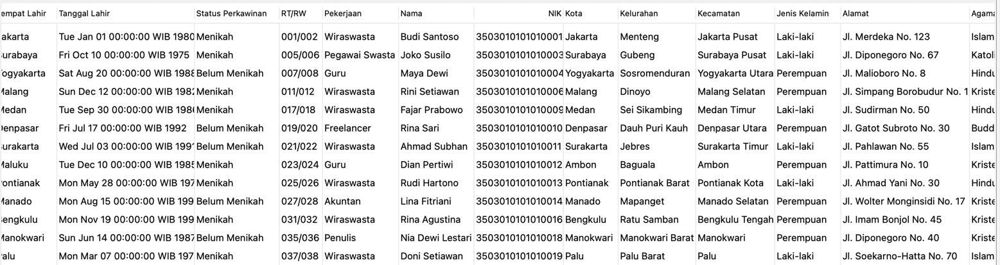 empat Lahir Tanggal Lahir Status Perkawinan RT/RW Pekerjaan Nama NIK Kota Kelurahan Kecamatan Jenis Kelamin Alamat Agama
akarta Tue Jan 01 00:00:00 WIB 1980 Menikah 001/002 Wiraswasta Budi Santoso 3503010101010001 Jakarta Menteng Jakarta Pusat Laki-laki Jl. Merdeka No. 123 Islam
urabaya Fri Oct 10 00:00:00 WIB 1975 Menikah 005/006 Pegawai Swasta Joko Susilo 3503010101010003 Surabaya Gubeng Surabaya Pusat Laki-laki Jl. Diponegoro No. 67 Katoli
ogyakarta Sat Aug 20 00:00:00 WIB 1988 Belum Menikah 007/008 Guru Maya Dewi 3503010101010004 Yogyakarta Sosromenduran Yogyakarta Utara Perempuan Jl. Malioboro No. 8 Hindu
Malang Sun Dec 12 00:00:00 WIB 1982 Menikah 011/012 Wiraswasta Rini Setiawan 3503010101010006 Malang Dinoyo Malang Selatan Perempuan Jl. Simpang Borobudur No. 1 Kriste
Medan Tue Sep 30 00:00:00 WIB 198 Menikah 017/018 Wiraswasta Fajar Prabowo 3503010101010009 Medan Sei Sikambing Medan Timur Laki-laki Jl. Sudirman No. 50 Hindu
Denpasar Fri Jul 17 00:00:00 WIB 1992 Belum Menikah 019/020 Freelancer Rina Sari 3503010101010010 Denpasar Dauh Puri Kauh Denpasar Utara Perempuan Jl. Gatot Subroto No. 30 Budd
urakarta Wed Jul 03 00:00:00 WIB 1991 Menikah 021/022 Wiraswasta Ahmad Subhan 3503010101010011 Surakarta Jebres Surakarta Timur Laki-laki Jl. Pahlawan No. 55 Islam
Maluku Tue Dec 10 00:00:00 WIB 1985 Menikah 023/024 Guru Dian Pertiwi 3503010101010012 Ambon Baguala Ambon Perempuan Jl. Pattimura No. 10 Kriste
ontianak Mon May 28 00:00:00 WIB 197 Menikah 025/026 Wiraswasta Rudi Hartono 3503010101010013 Pontianak Pontianak Barat Pontianak Kota Laki-laki Jl. Ahmad Yani No. 30 Hindu
Manado Mon Aug 15 00:00:00 WIB 199 Belum Menikah 027/028 Akuntan Lina Fitriani 3503010101010014 Manado Mapanget Manado Selatan Perempuan Jl. Wolter Monginsidi No. 17 Kriste
engkulu Mon Nov 19 00:00:00 WIB 199 Menikah 031/032 Wiraswasta Rina Agustina 3503010101010016 Bengkulu Ratu Samban Bengkulu Tengah Perempuan Jl. Imam Bonjol No. 45 Kriste
Manokwari Sun Jun 14 00:00:00 WIB 1987 Belum Menikah 035/036 Penulis Nia Dewi Lestari 3503010101010018 Manokwari Manokwari Barat Manokwari Perempuan Jl. Diponegoro No. 40 Kriste
alu Mon Mar 07 00:00:00 WIB 197 Menikah 037/038 Wiraswasta Doni Setiawan 3503010101010019 Palu Palu Barat Palu Laki-laki Jl. Soekarno-Hatta No. 70 Islam